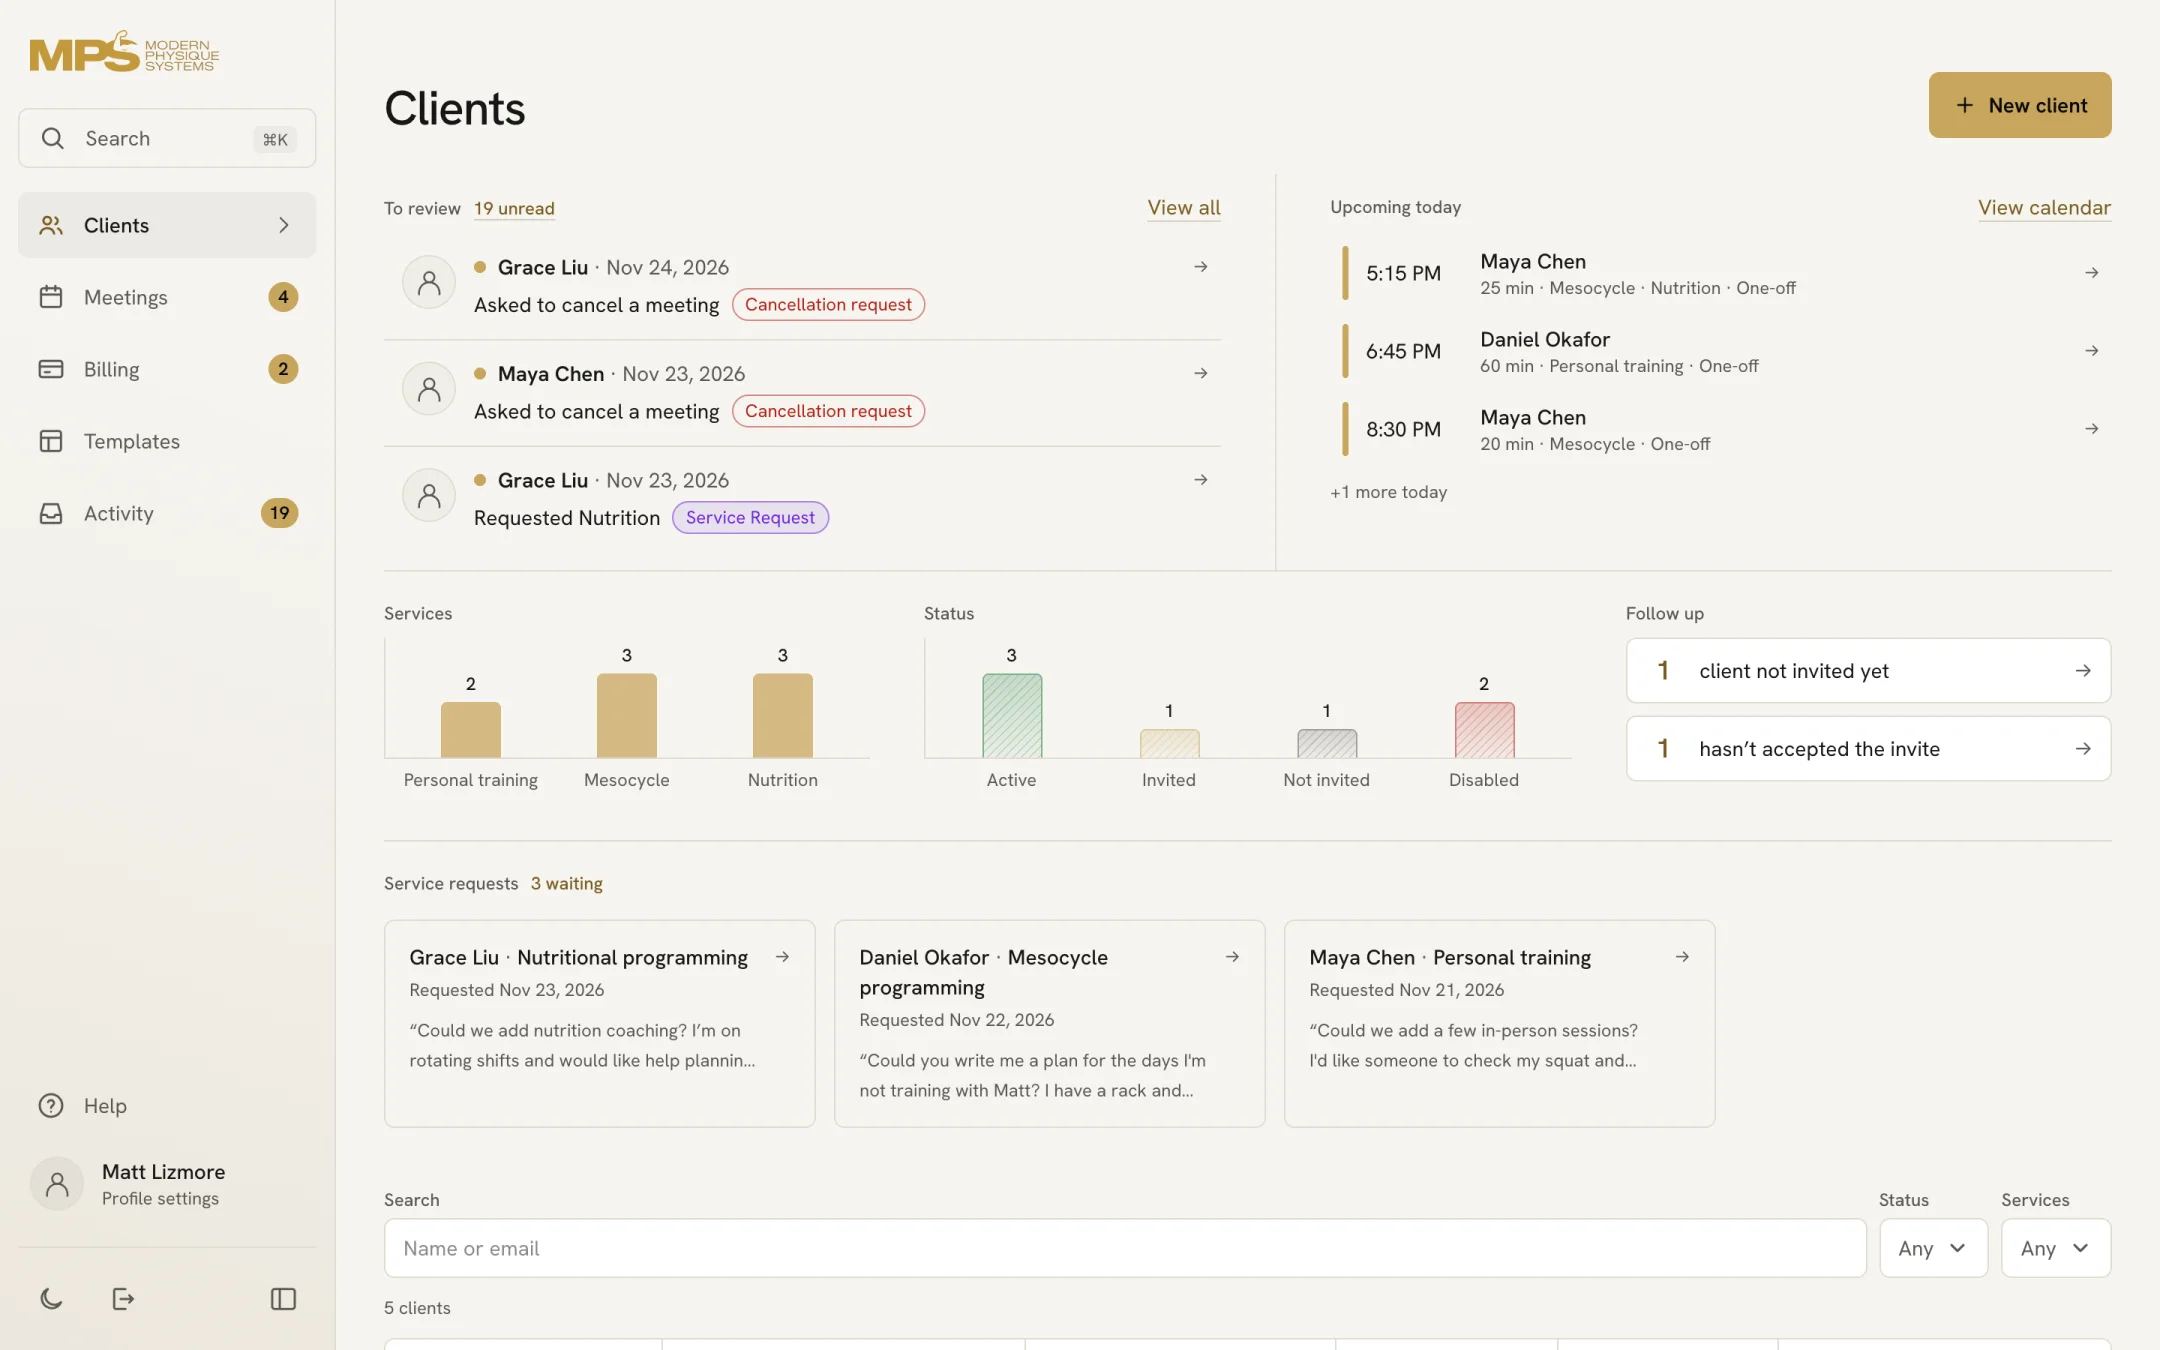 MPS MODERN
PHYSIQUE
SYSTEMS
Search ⌘K
Clients
Meetings 4
Billing 2
Templates
Activity 19
Help
Matt Lizmore
Profile settings
Clients
+ New client
To review 19 unread View all
Grace Liu · Nov 24, 2026
Asked to cancel a meeting Cancellation request
Maya Chen · Nov 23, 2026
Asked to cancel a meeting Cancellation request
Grace Liu · Nov 23, 2026
Requested Nutrition Service Request
Upcoming today View calendar
5:15 PM Maya Chen
25 min · Mesocycle · Nutrition · One-off
6:45 PM Daniel Okafor
60 min · Personal training · One-off
8:30 PM Maya Chen
20 min · Mesocycle · One-off
+1 more today
Services
2 3 3
Personal training Mesocycle Nutrition
Status
3 1 1 2
Active Invited Not invited Disabled
Follow up
1 client not invited yet
1 hasn’t accepted the invite
Service requests 3 waiting
Grace Liu · Nutritional programming
Requested Nov 23, 2026
“Could we add nutrition coaching? I’m on
rotating shifts and would like help plannin...
Daniel Okafor · Mesocycle
programming
Requested Nov 22, 2026
“Could you write me a plan for the days I'm
not training with Matt? I have a rack and...
Maya Chen · Personal training
Requested Nov 21, 2026
“Could we add a few in-person sessions?
I'd like someone to check my squat and...
Search Status Services
Name or email Any Any
5 clients